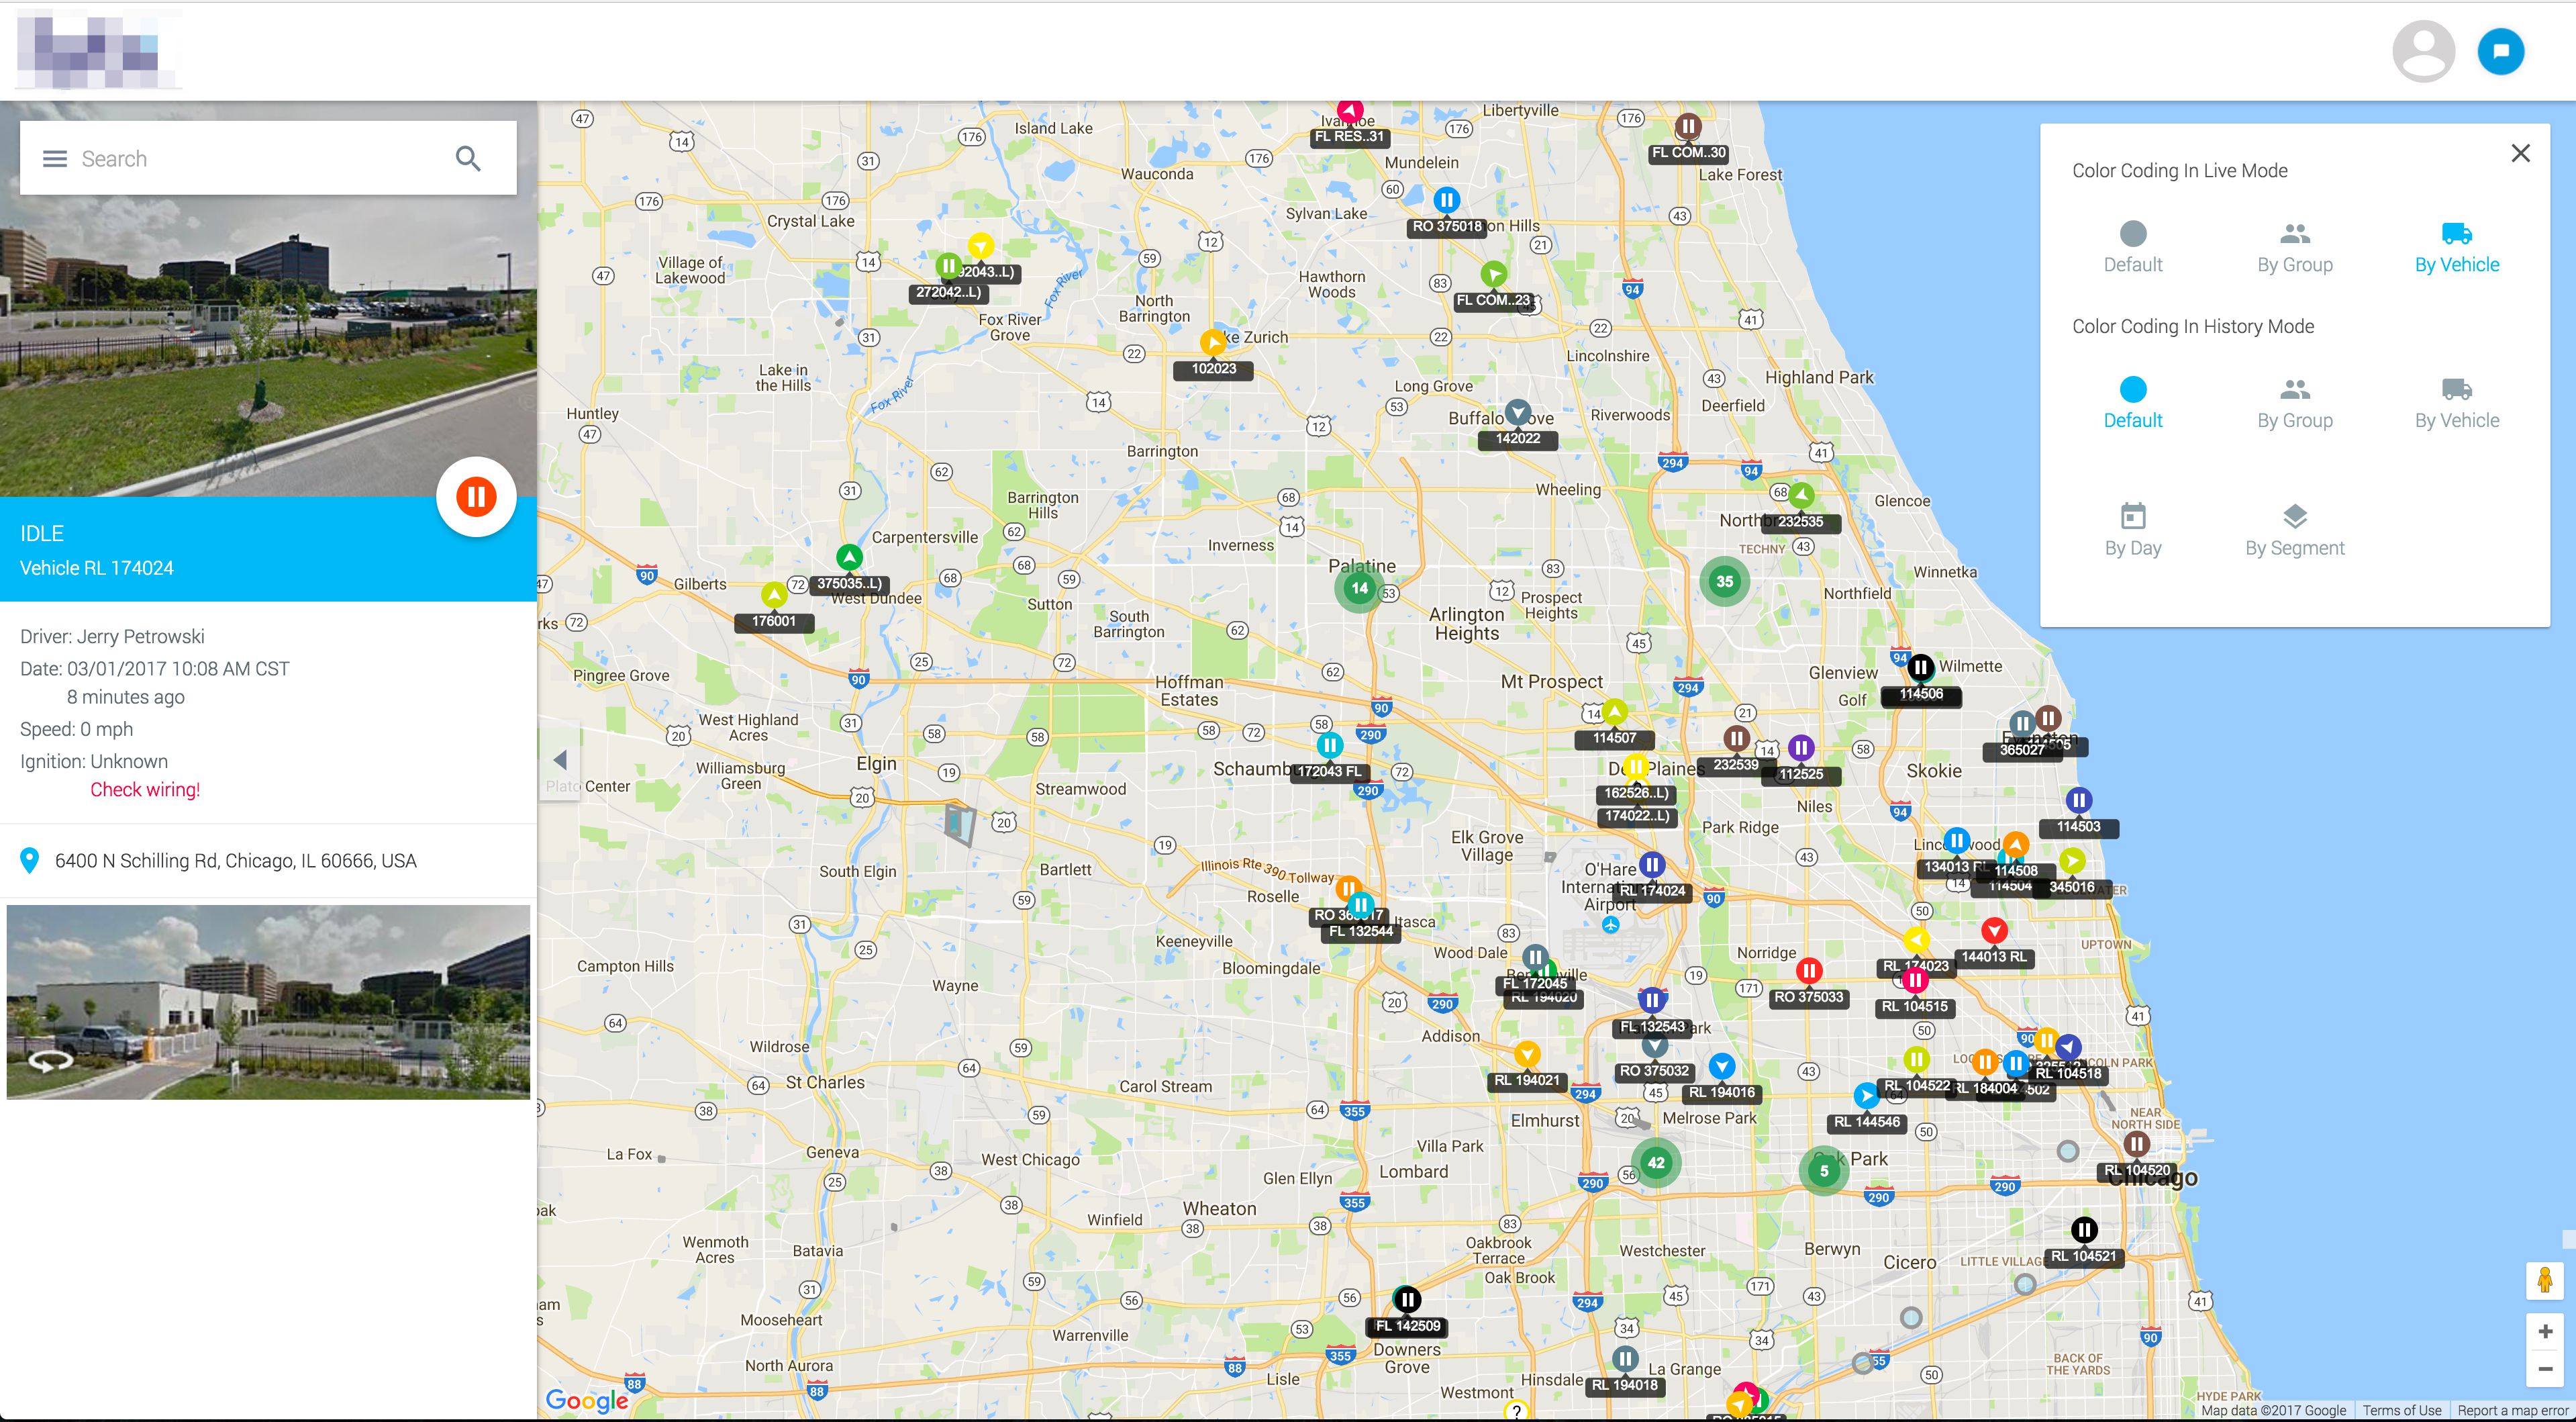 Search
IDLE
Vehicle RL 174024
Driver: Jerry Petrowski
Date: 03/01/2017 10:08 AM CST
8 minutes ago
Speed: 0 mph
Ignition: Unknown
Check wiring!
6400 N Schilling Rd, Chicago, IL 60666, USA
Color Coding In Live Mode
Default
By Group
By Vehicle
Color Coding In History Mode
Default
By Group
By Vehicle
By Day
By Segment
Island Lake
Libertyville
FL RES..31
FL COM..30
Mundelein
Wauconda
Lake Forest
Crystal Lake
Sylvan Lake
RO 375018
on Hills
Village of
Lakewood
272042..L)
Fox River
Hawthorn
Woods
FL COM..23
North
Barrington
Fox River
Grove
ke Zurich
102023
Lincolnshire
Lake in
the Hills
Fox River
Long Grove
Highland Park
Deerfield
Huntley
Buffalo
ove
Riverwoods
142022
Barrington
Wheeling
Barrington
Hills
Glencoe
232535
Carpentersville
Inverness
TECHNY
Palatine
Winnetka
Gilberts
375035..L)
West Dundee
176001
Sutton
14
35
Northfield
South
Barrington
Arlington
Heights
Prospect
Heights
Pingree Grove
Hoffman
Estates
Mt Prospect
Glenview
Wilmette
Golf
114506
West Highland
Acres
114507
232539
112525
365027
Elgin
172043 FL
Williamsburg
Green
Plato Center
Streamwood
162526..L)
174022..L)
Skokie
Niles
Park Ridge
114503
Elk Grove
Village
South Elgin
Bartlett
Illinois Rte 390 Tollway
Roselle
O'Hare
International
Airport
RL 174024
134013 RL
114508
114504
345016
Itasca
FL 132544
Keeneyville
Bloomingdale
Campton Hills
Wayne
Wood Dale
Norridge
UPTOWN
RL 174023
144013 RL
FL 172045
RL 194020
RO 375033
RL 104515
Addison
FL 132543
Wildrose
St Charles
Carol Stream
RL 194021
RO 375032
RL 194016
RL 104522
RL 184004
RL 104518
RL 144546
Elmhurst
Melrose Park
NEAR
NORTH SIDE
La Fox
Geneva
West Chicago
Villa Park
Lombard
Glen Ellyn
42
5
RL 104520
Chicago
Wheaton
Winfield
Wenmoth
Acres
Batavia
Oakbrook
Terrace
Oak Brook
Westchester
Berwyn
Cicero
LITTLE VILLAGE
RL 104521
Mooseheart
Warrenville
FL 142509
Downers
Grove
North Aurora
Lisle
Westmont
Hinsdale
La Grange
RL 194018
BACK OF
THE YARDS
HYDE PARK
Google
Map data ©2017 Google
Terms of Use
Report a map error